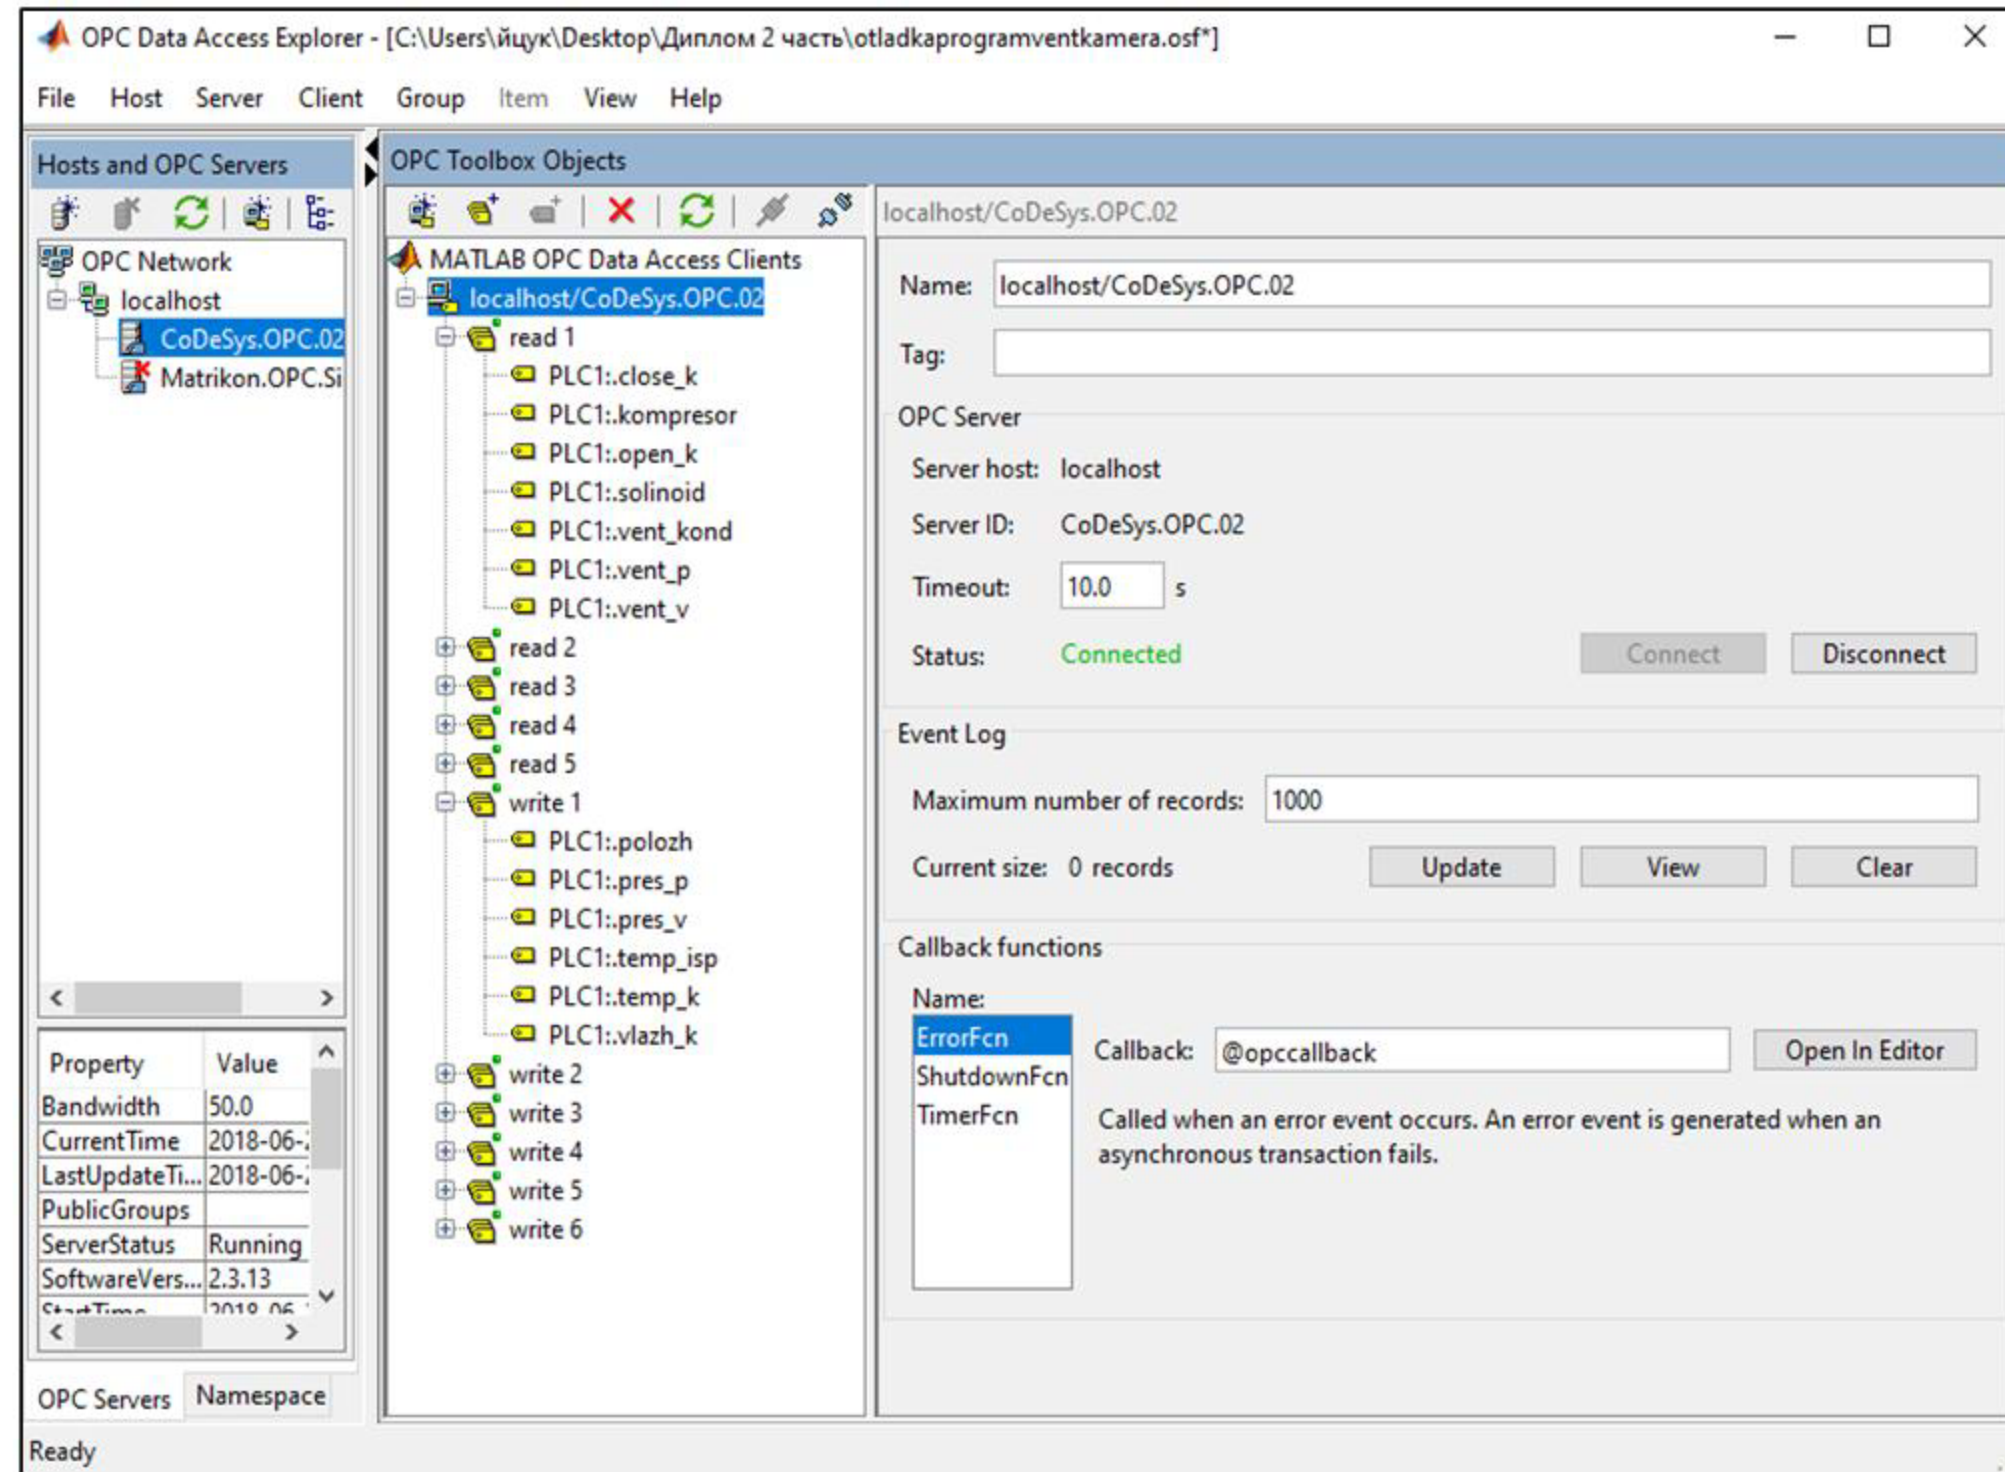 OPC Data Access Explorer - [C:\Users\йцук\Desktop\Диплом 2 часть\otladkaprogramventkamera.osf*]
File Host Server Client Group Item View Help
Hosts and OPC Servers
OPC Network
localhost
CoDeSys.OPC.02
Matrikon.OPC.Si
Property Value
Bandwidth 50.0
CurrentTime 2018-06-
LastUpdateTi... 2018-06-
PublicGroups
ServerStatus Running
SoftwareVers... 2.3.13
StartTime 2018-06-
OPC Servers Namespace
Ready
OPC Toolbox Objects
MATLAB OPC Data Access Clients
localhost/CoDeSys.OPC.02
read 1
PLC1:.close_k
PLC1:.kompresor
PLC1:.open_k
PLC1:.solinoid
PLC1:.vent_kond
PLC1:.vent_p
PLC1:.vent_v
read 2
read 3
read 4
read 5
write 1
PLC1:.polozh
PLC1:.pres_p
PLC1:.pres_v
PLC1:.temp_isp
PLC1:.temp_k
PLC1:.vlazh_k
write 2
write 3
write 4
write 5
write 6
localhost/CoDeSys.OPC.02
Name: localhost/CoDeSys.OPC.02
Tag:
OPC Server
Server host: localhost
Server ID: CoDeSys.OPC.02
Timeout: 10.0 s
Status: Connected Connect Disconnect
Event Log
Maximum number of records: 1000
Current size: 0 records Update View Clear
Callback functions
Name:
ErrorFcn
ShutdownFcn
TimerFcn
Callback: @opccallback Open In Editor
Called when an error event occurs. An error event is generated when an
asynchronous transaction fails.